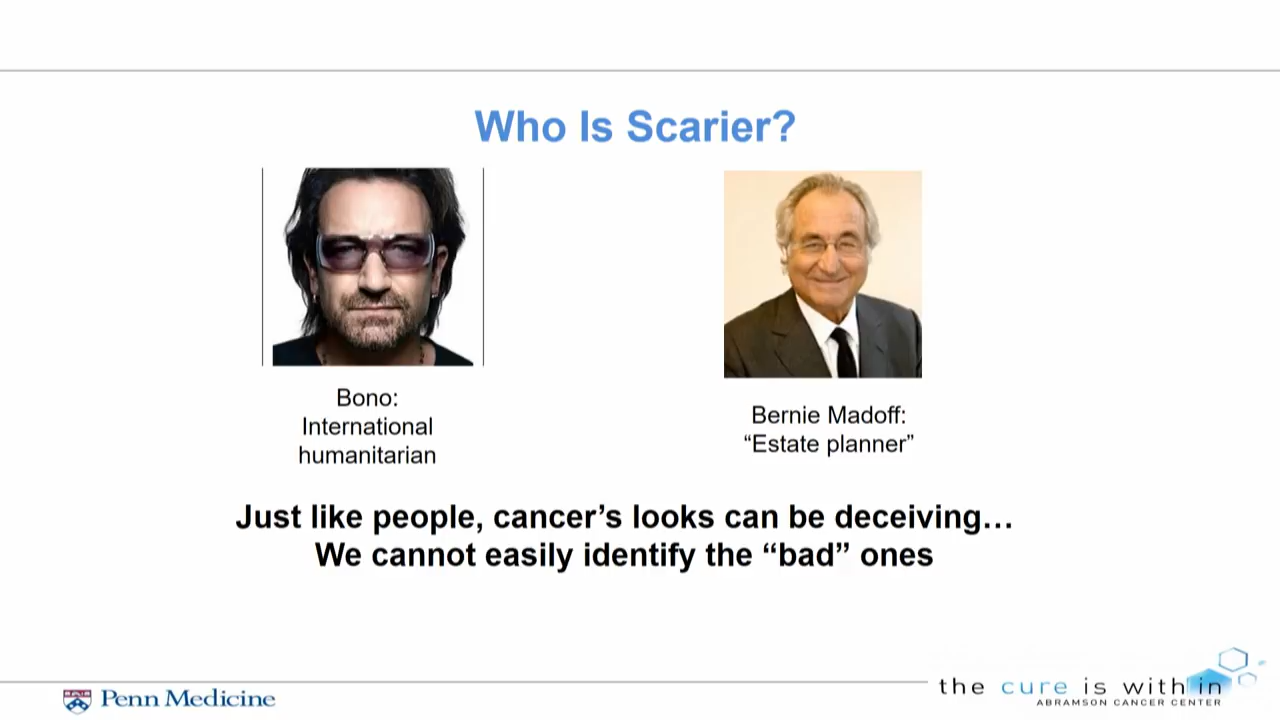 Who Is Scarier?
Bono:
International
humanitarian
Bernie Madoff:
“Estate planner”
Just like people, cancer’s looks can be deceiving…
We cannot easily identify the “bad” ones
Penn Medicine
the cure is within
ABRAMSON CANCER CENTER